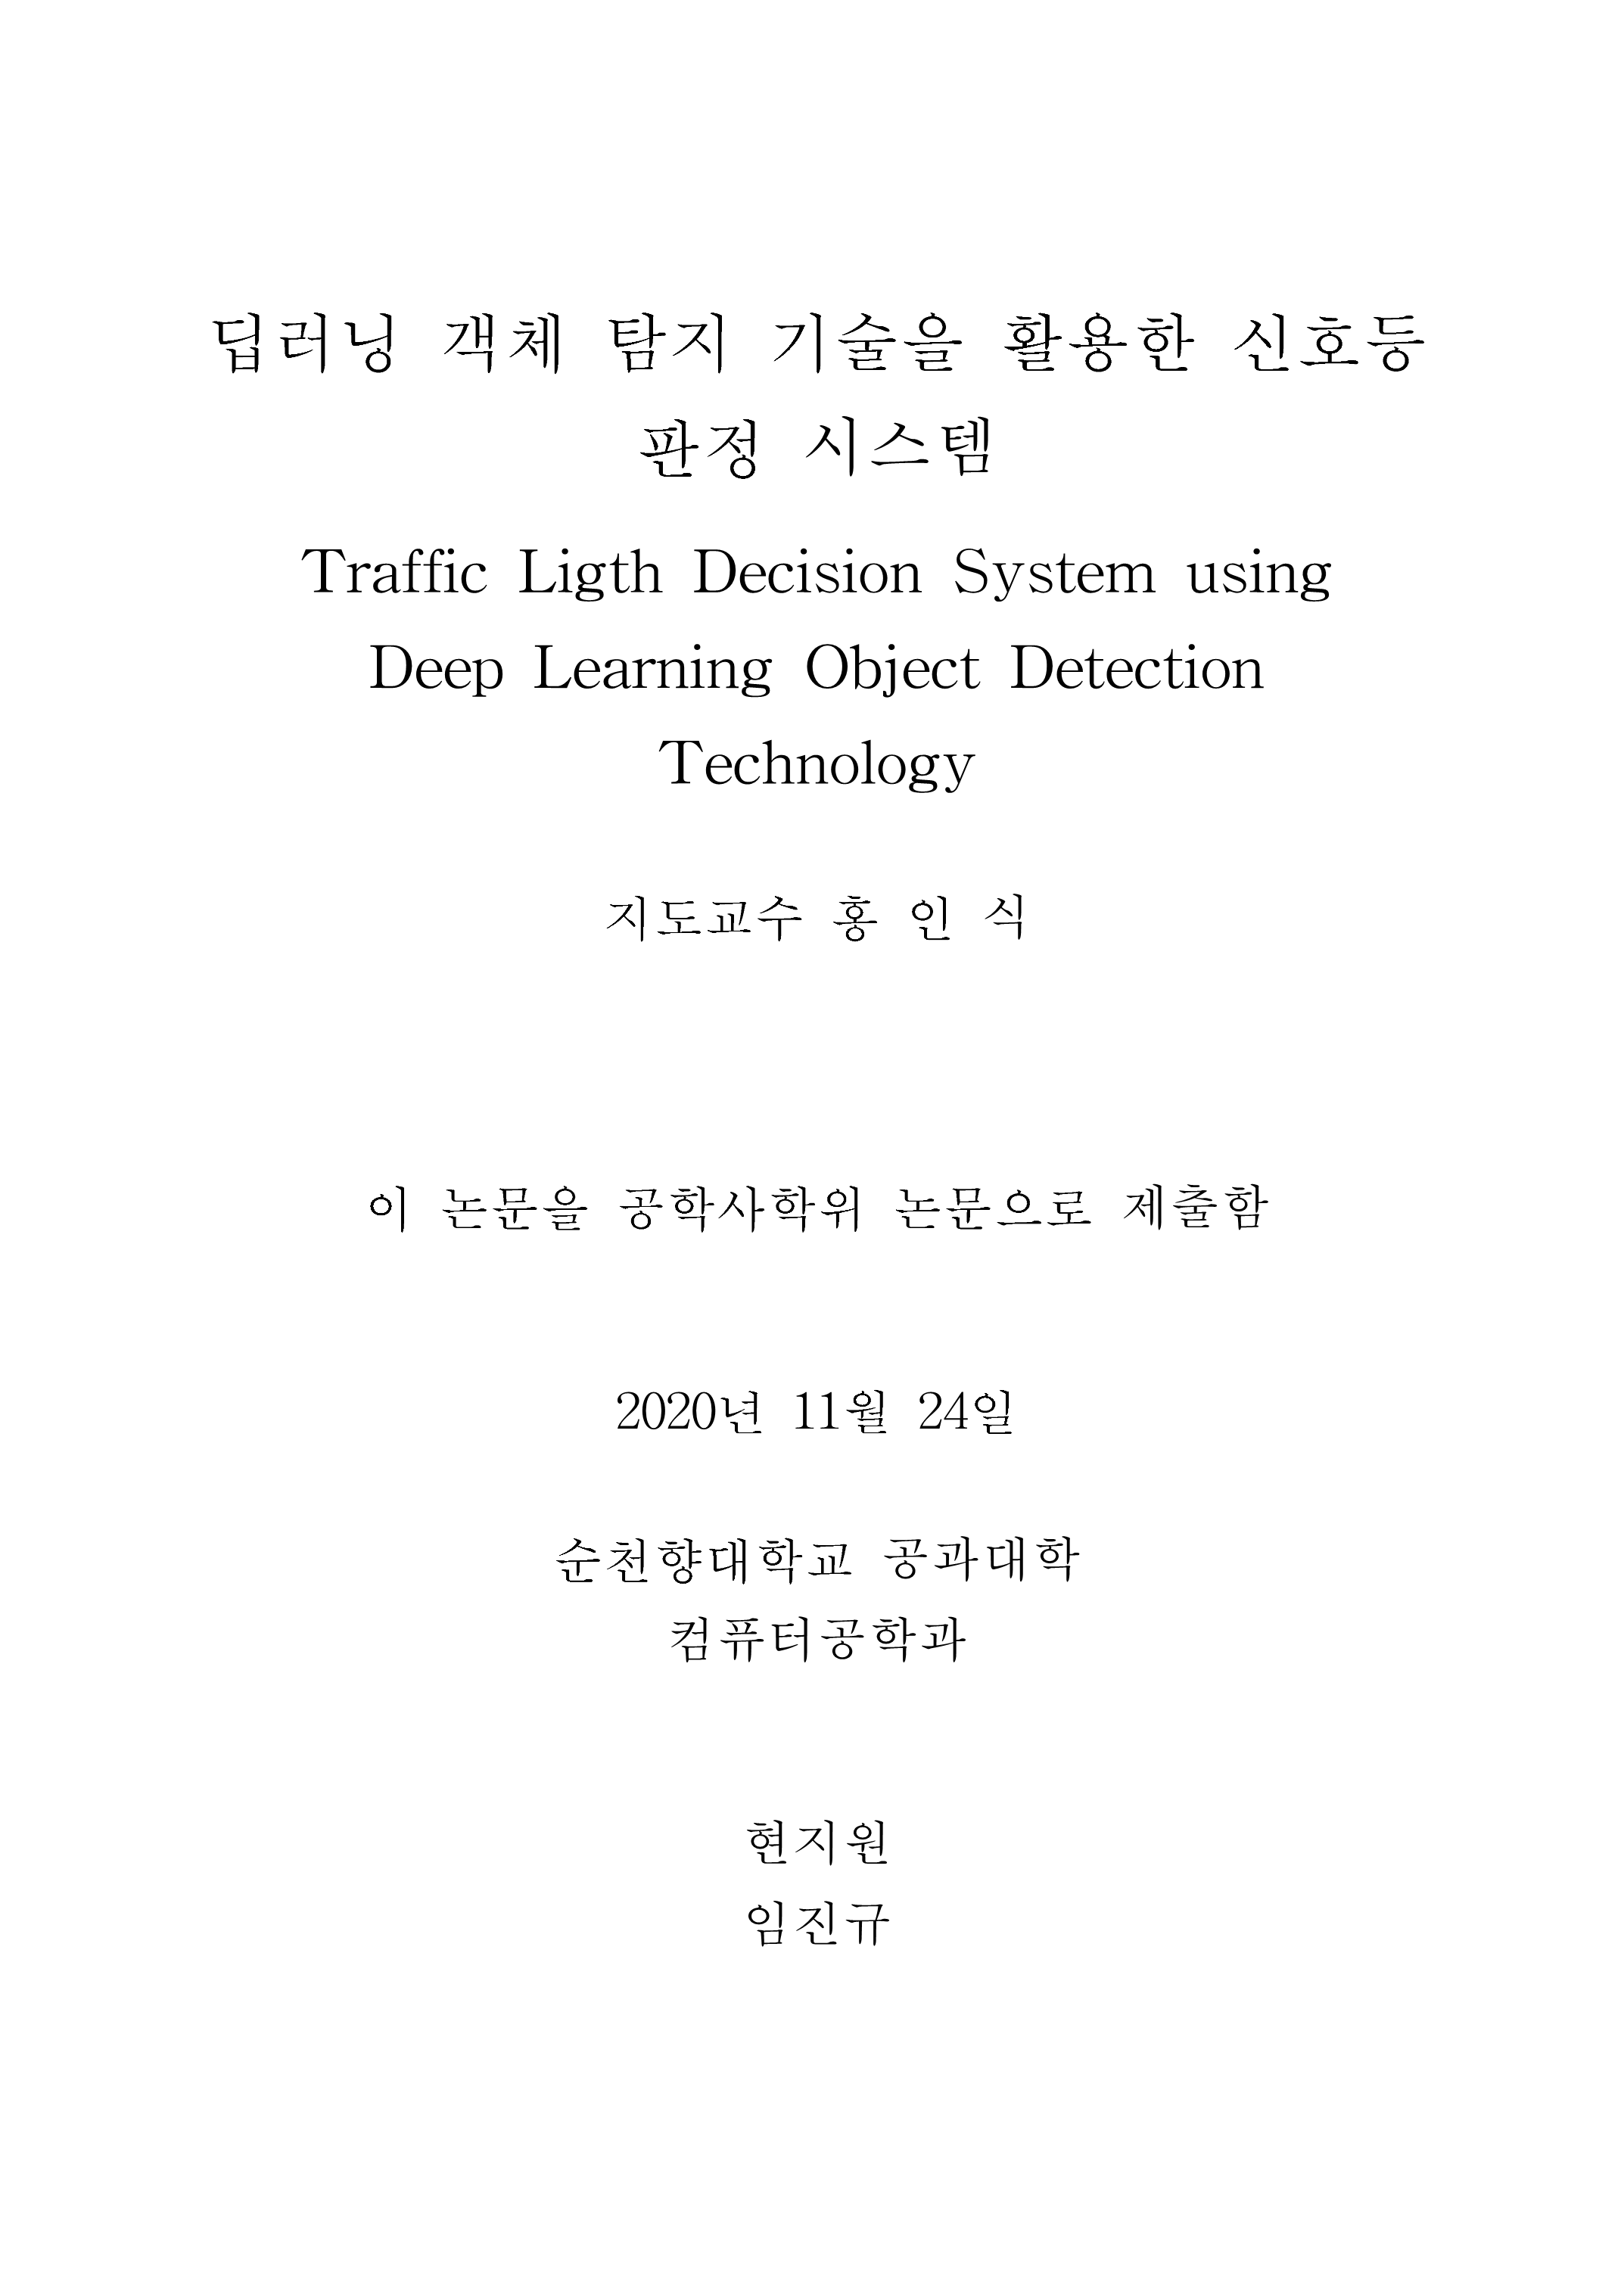 딥러닝 객체 탐지 기술을 활용한 신호등
판정 시스템
Traffic Ligth Decision System using
Deep Learning Object Detection
Technology
지도교수 홍 인 식
이 논문을 공학사학위 논문으로 제출함
2020년 11월 24일
순천향대학교 공과대학
컴퓨터공학과
현지원
임진규